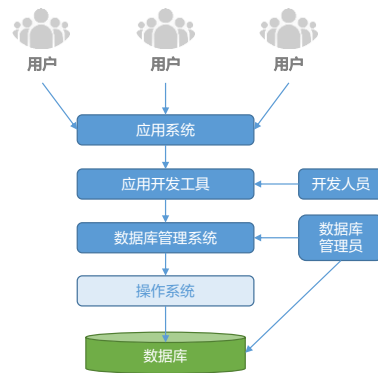 用户
用户
用户
应用系统
应用开发工具
开发人员
数据库管理系统
数据库
管理员
操作系统
数据库